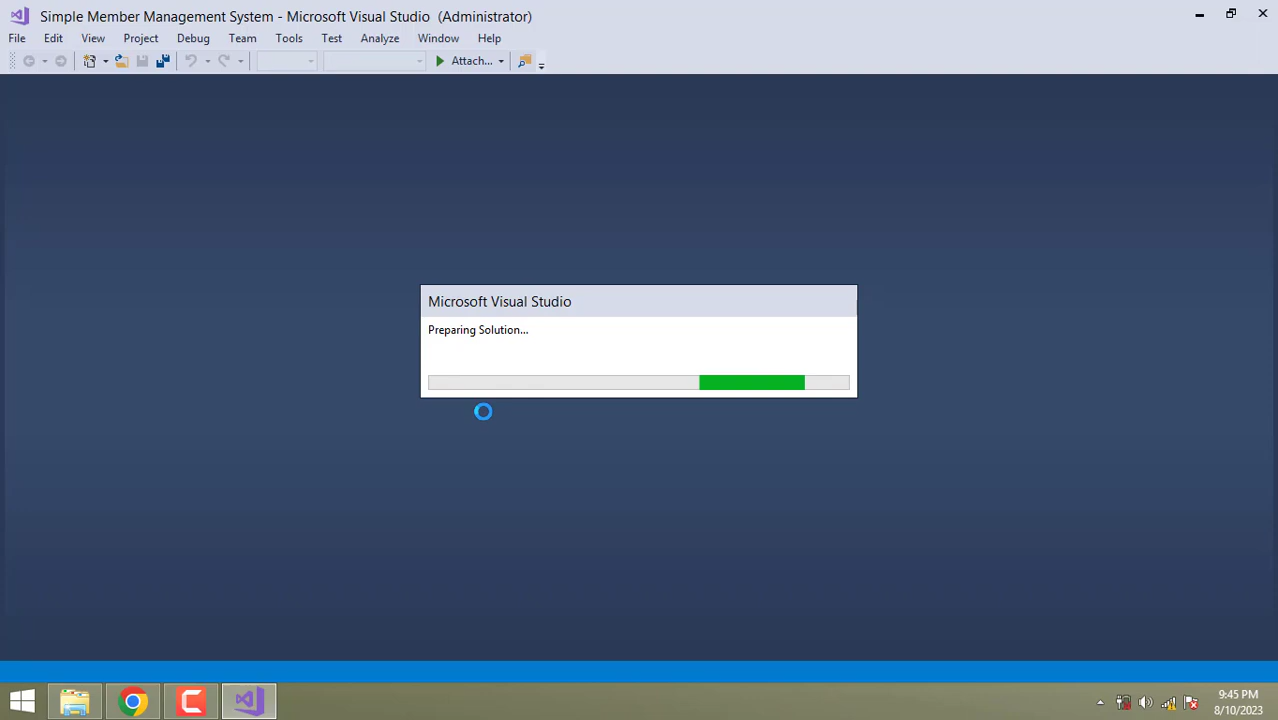 Simple Member Management System - Microsoft Visual Studio (Administrator)
File Edit View Project Debug Team Tools Test Analyze Window Help
Attach...
Microsoft Visual Studio
Preparing Solution...
9:45 PM
8/10/2023